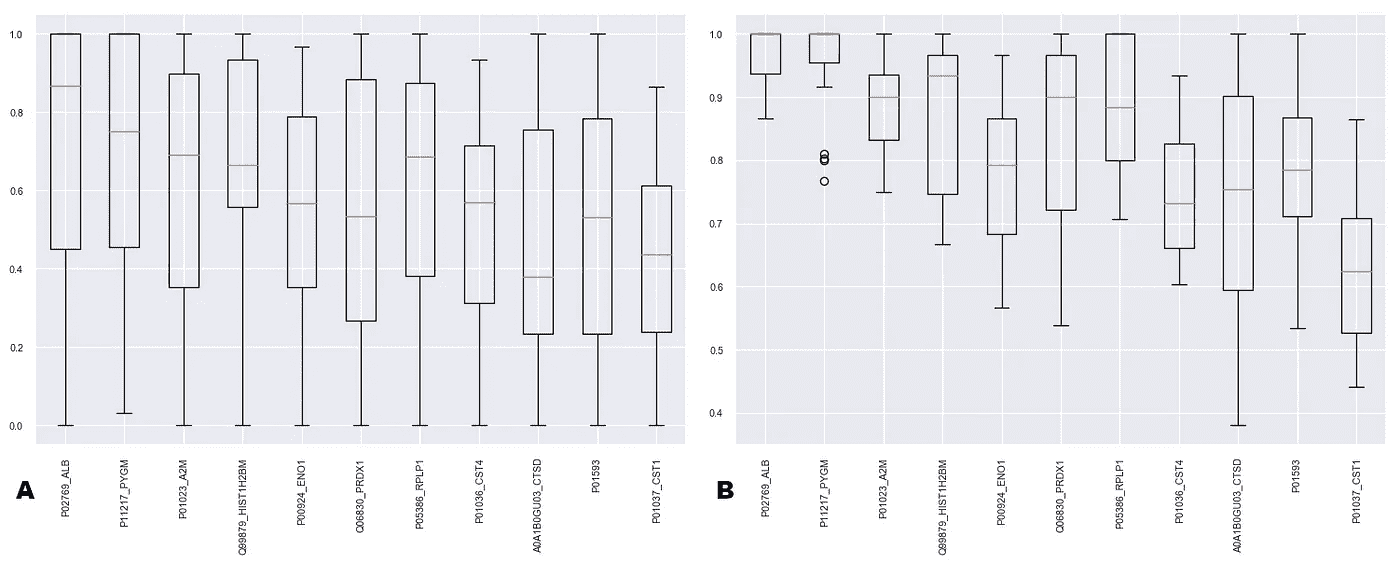 1.0
0.8
0.6
0.4
0.2
0.0
P02769_ALB
P11217_PYGM
P01023_A2M
Q99879_HIST1H2BM
P00924_ENO1
Q06830_PRDX1
P05386_RPLP1
P01036_CST4
A0A1B0GU03_CTSD
P01593
P01037_CST1
A
1.0
0.9
0.8
0.7
0.6
0.5
0.4
P02769_ALB
P11217_PYGM
P01023_A2M
Q99879_HIST1H2BM
P00924_ENO1
Q06830_PRDX1
P05386_RPLP1
P01036_CST4
A0A1B0GU03_CTSD
P01593
P01037_CST1
B